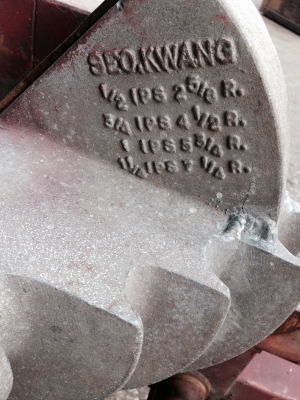 SEOKWANG
1/2 IPS 2 5/8 R.
3/4 IPS 4 1/2 R.
1 IPS 5 3/4 R.
1 1/4 IPS 7 1/4 R.